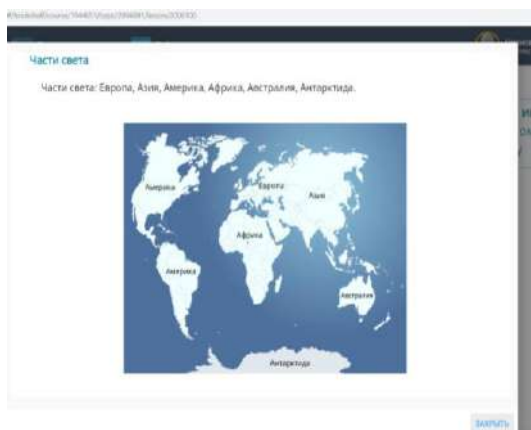 Части света
Части света: Европа, Азия, Америка, Африка, Австралия, Антарктида.
Америка
Европа
Азия
Африка
Америка
Австралия
Антарктида
ЗАКРЫТЬ